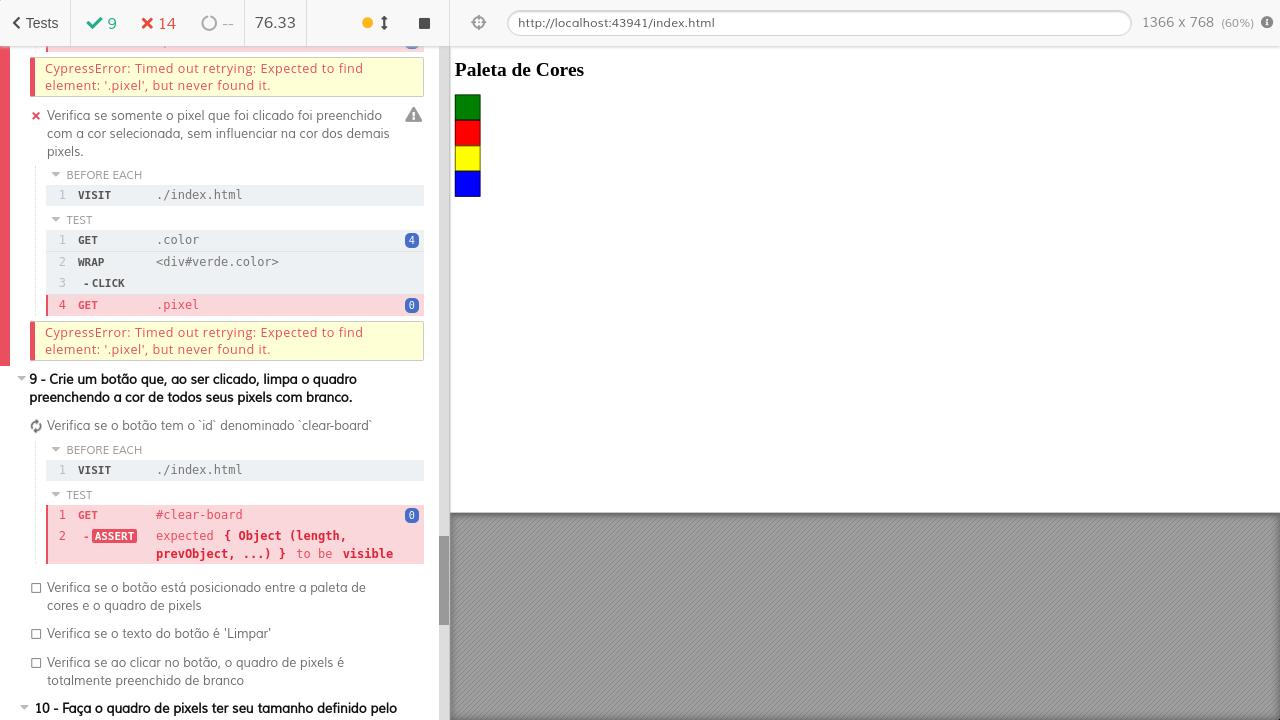 Tests
9
14
--
76.33
http://localhost:43941/index.html
1366 x 768 (60%)
CypressError: Timed out retrying: Expected to find
element: '.pixel', but never found it.
Verifica se somente o pixel que foi clicado foi preenchido
com a cor selecionada, sem influenciar na cor dos demais
pixels.
BEFORE EACH
1 VISIT ./index.html
TEST
1 GET .color 4
2 WRAP <div#verde.color>
3 -CLICK
4 GET .pixel 0
CypressError: Timed out retrying: Expected to find
element: '.pixel', but never found it.
9 - Crie um botão que, ao ser clicado, limpa o quadro
preenchendo a cor de todos seus pixels com branco.
Verifica se o botão tem o `id` denominado `clear-board`
BEFORE EACH
1 VISIT ./index.html
TEST
1 GET #clear-board 0
2 -ASSERT expected { Object (length,
prevObject, ...) } to be visible
Verifica se o botão está posicionado entre a paleta de
cores e o quadro de pixels
Verifica se o texto do botão é 'Limpar'
Verifica se ao clicar no botão, o quadro de pixels é
totalmente preenchido de branco
10 - Faça o quadro de pixels ter seu tamanho definido pelo
Paleta de Cores